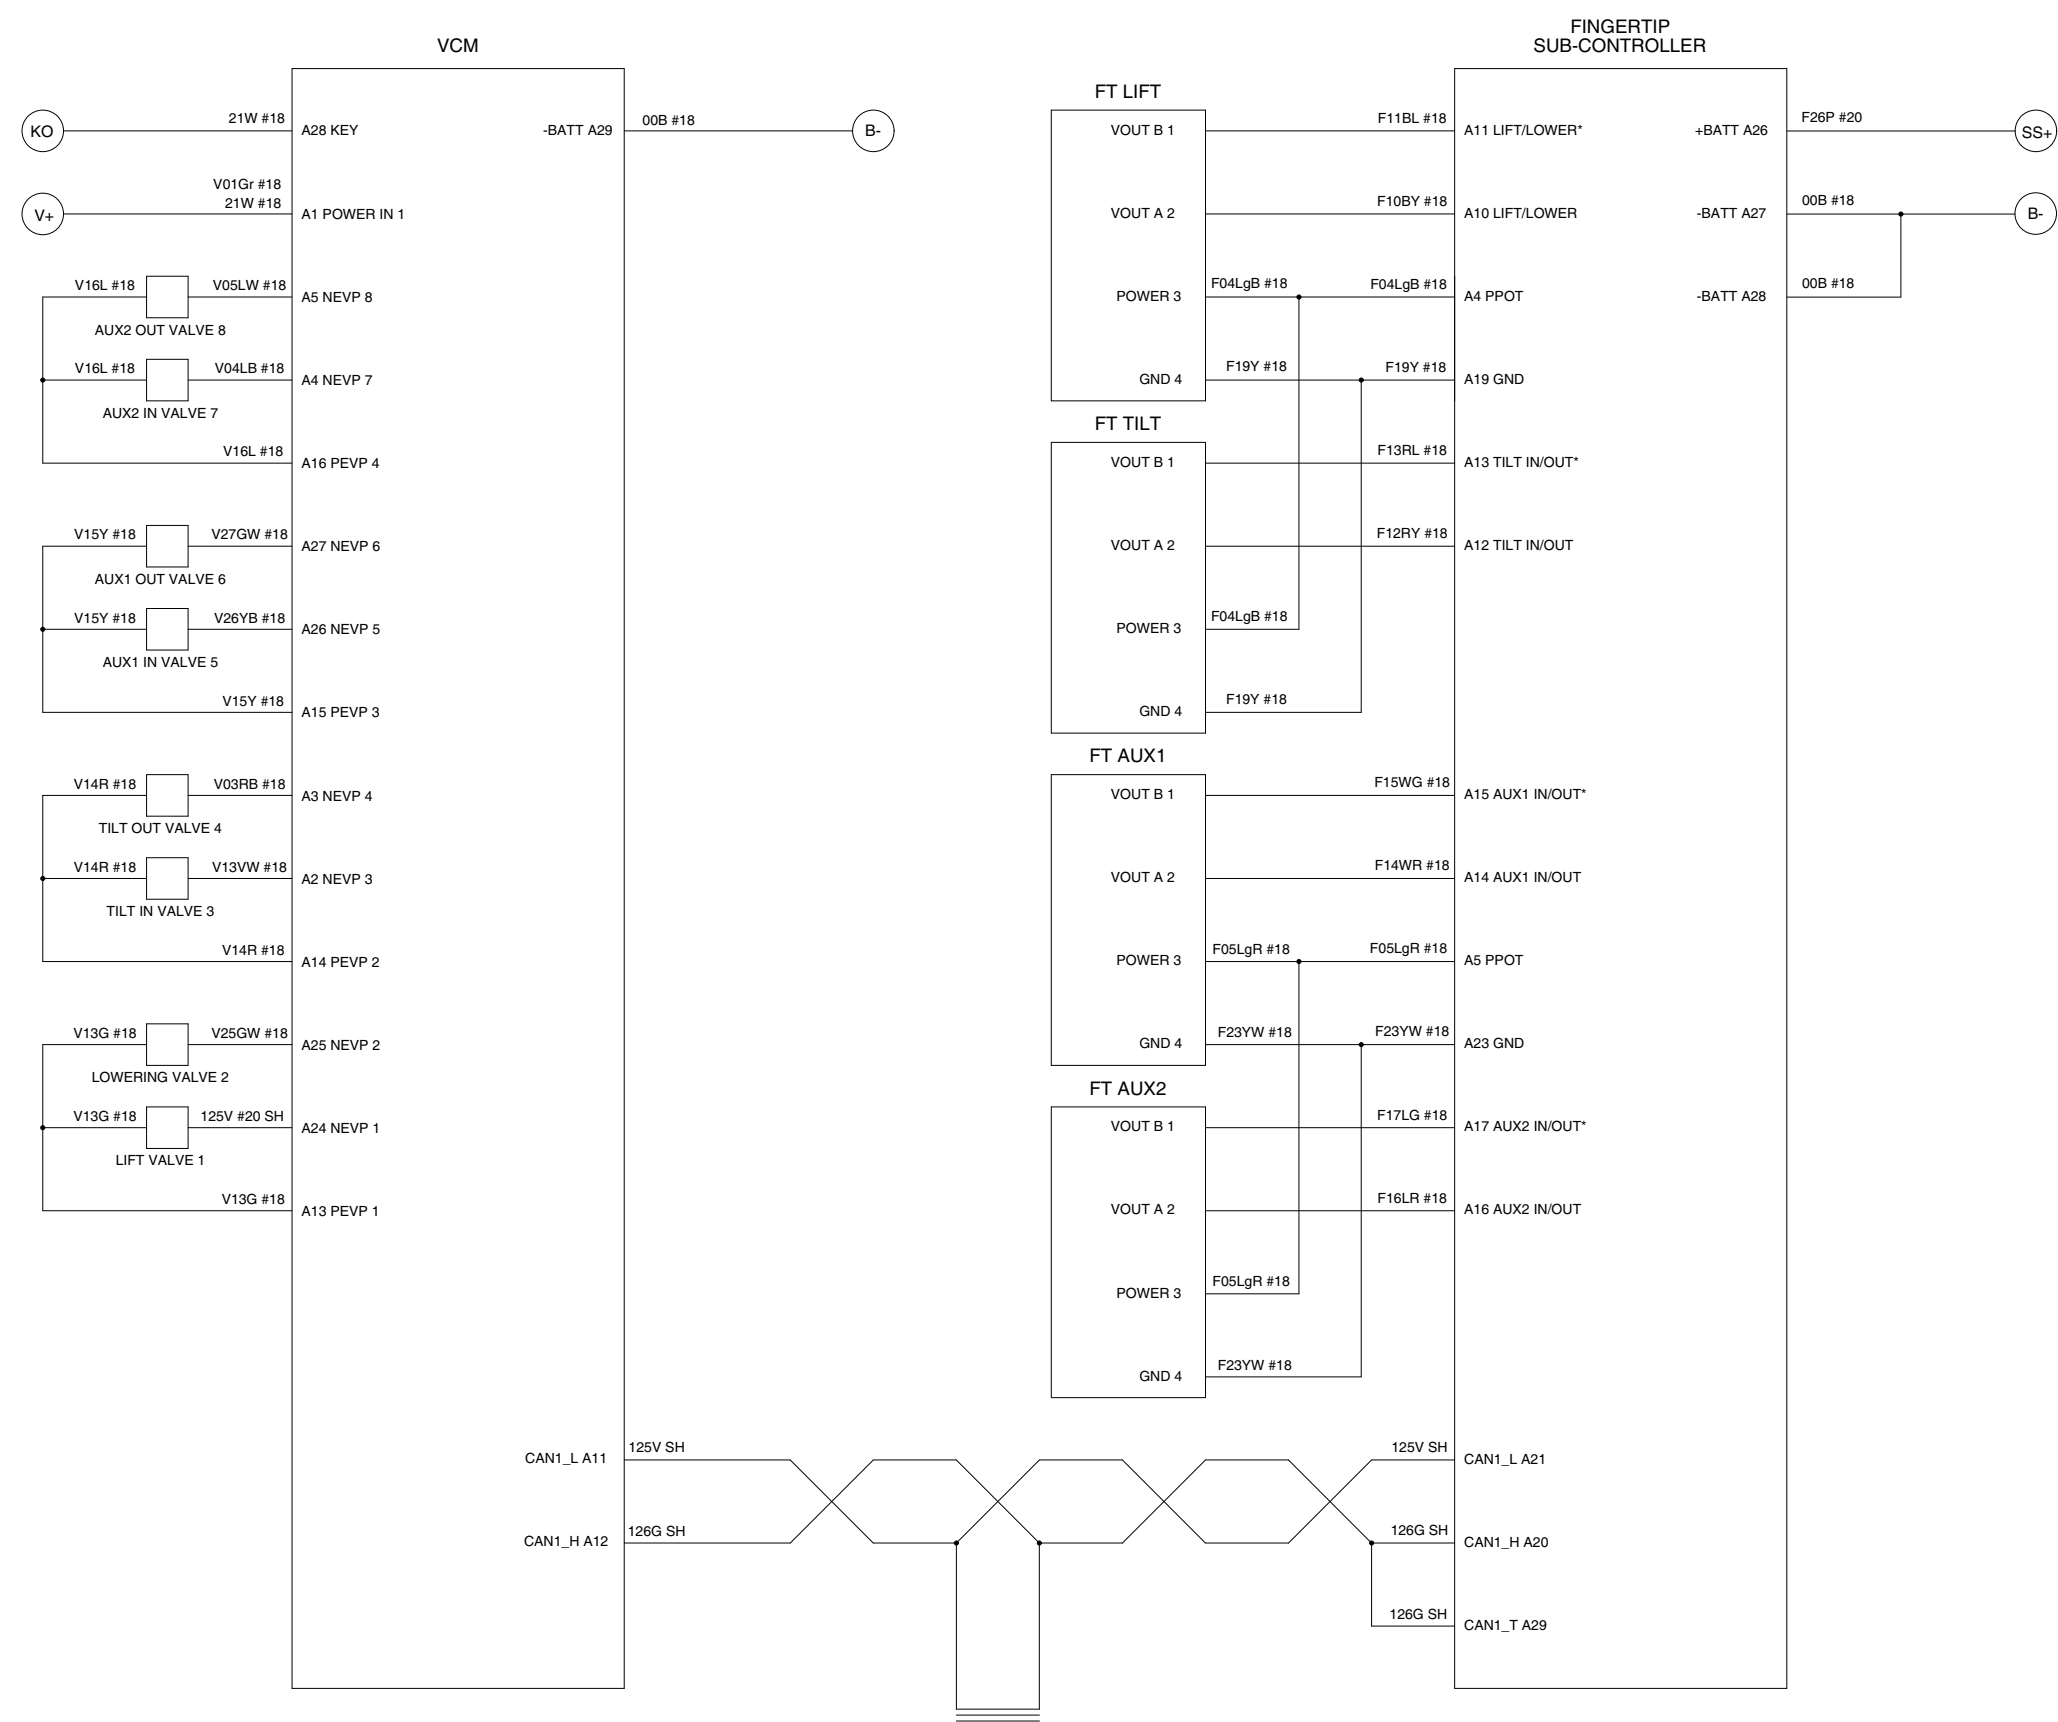 VCM
KO
21W #18
A28 KEY
-BATT A29
00B #18
B-
V+
V01Gr #18
21W #18
A1 POWER IN 1
V16L #18
V05LW #18
A5 NEVP 8
AUX2 OUT VALVE 8
V16L #18
V04LB #18
A4 NEVP 7
AUX2 IN VALVE 7
V16L #18
A16 PEVP 4
V15Y #18
V27GW #18
A27 NEVP 6
AUX1 OUT VALVE 6
V15Y #18
V26YB #18
A26 NEVP 5
AUX1 IN VALVE 5
V15Y #18
A15 PEVP 3
V14R #18
V03RB #18
A3 NEVP 4
TILT OUT VALVE 4
V14R #18
V13VW #18
A2 NEVP 3
TILT IN VALVE 3
V14R #18
A14 PEVP 2
V13G #18
V25GW #18
A25 NEVP 2
LOWERING VALVE 2
V13G #18
125V #20 SH
A24 NEVP 1
LIFT VALVE 1
V13G #18
A13 PEVP 1
CAN1_L A11
125V SH
CAN1_H A12
126G SH
FINGERTIP
SUB-CONTROLLER
FT LIFT
VOUT B 1
F11BL #18
A11 LIFT/LOWER*
+BATT A26
F26P #20
SS+
VOUT A 2
F10BY #18
A10 LIFT/LOWER
-BATT A27
00B #18
B-
POWER 3
F04LgB #18
F04LgB #18
A4 PPOT
-BATT A28
00B #18
GND 4
F19Y #18
F19Y #18
A19 GND
FT TILT
VOUT B 1
F13RL #18
A13 TILT IN/OUT*
VOUT A 2
F12RY #18
A12 TILT IN/OUT
POWER 3
F04LgB #18
GND 4
F19Y #18
FT AUX1
VOUT B 1
F15WG #18
A15 AUX1 IN/OUT*
VOUT A 2
F14WR #18
A14 AUX1 IN/OUT
POWER 3
F05LgR #18
F05LgR #18
A5 PPOT
GND 4
F23YW #18
F23YW #18
A23 GND
FT AUX2
VOUT B 1
F17LG #18
A17 AUX2 IN/OUT*
VOUT A 2
F16LR #18
A16 AUX2 IN/OUT
POWER 3
F05LgR #18
GND 4
F23YW #18
125V SH
CAN1_L A21
126G SH
CAN1_H A20
126G SH
CAN1_T A29